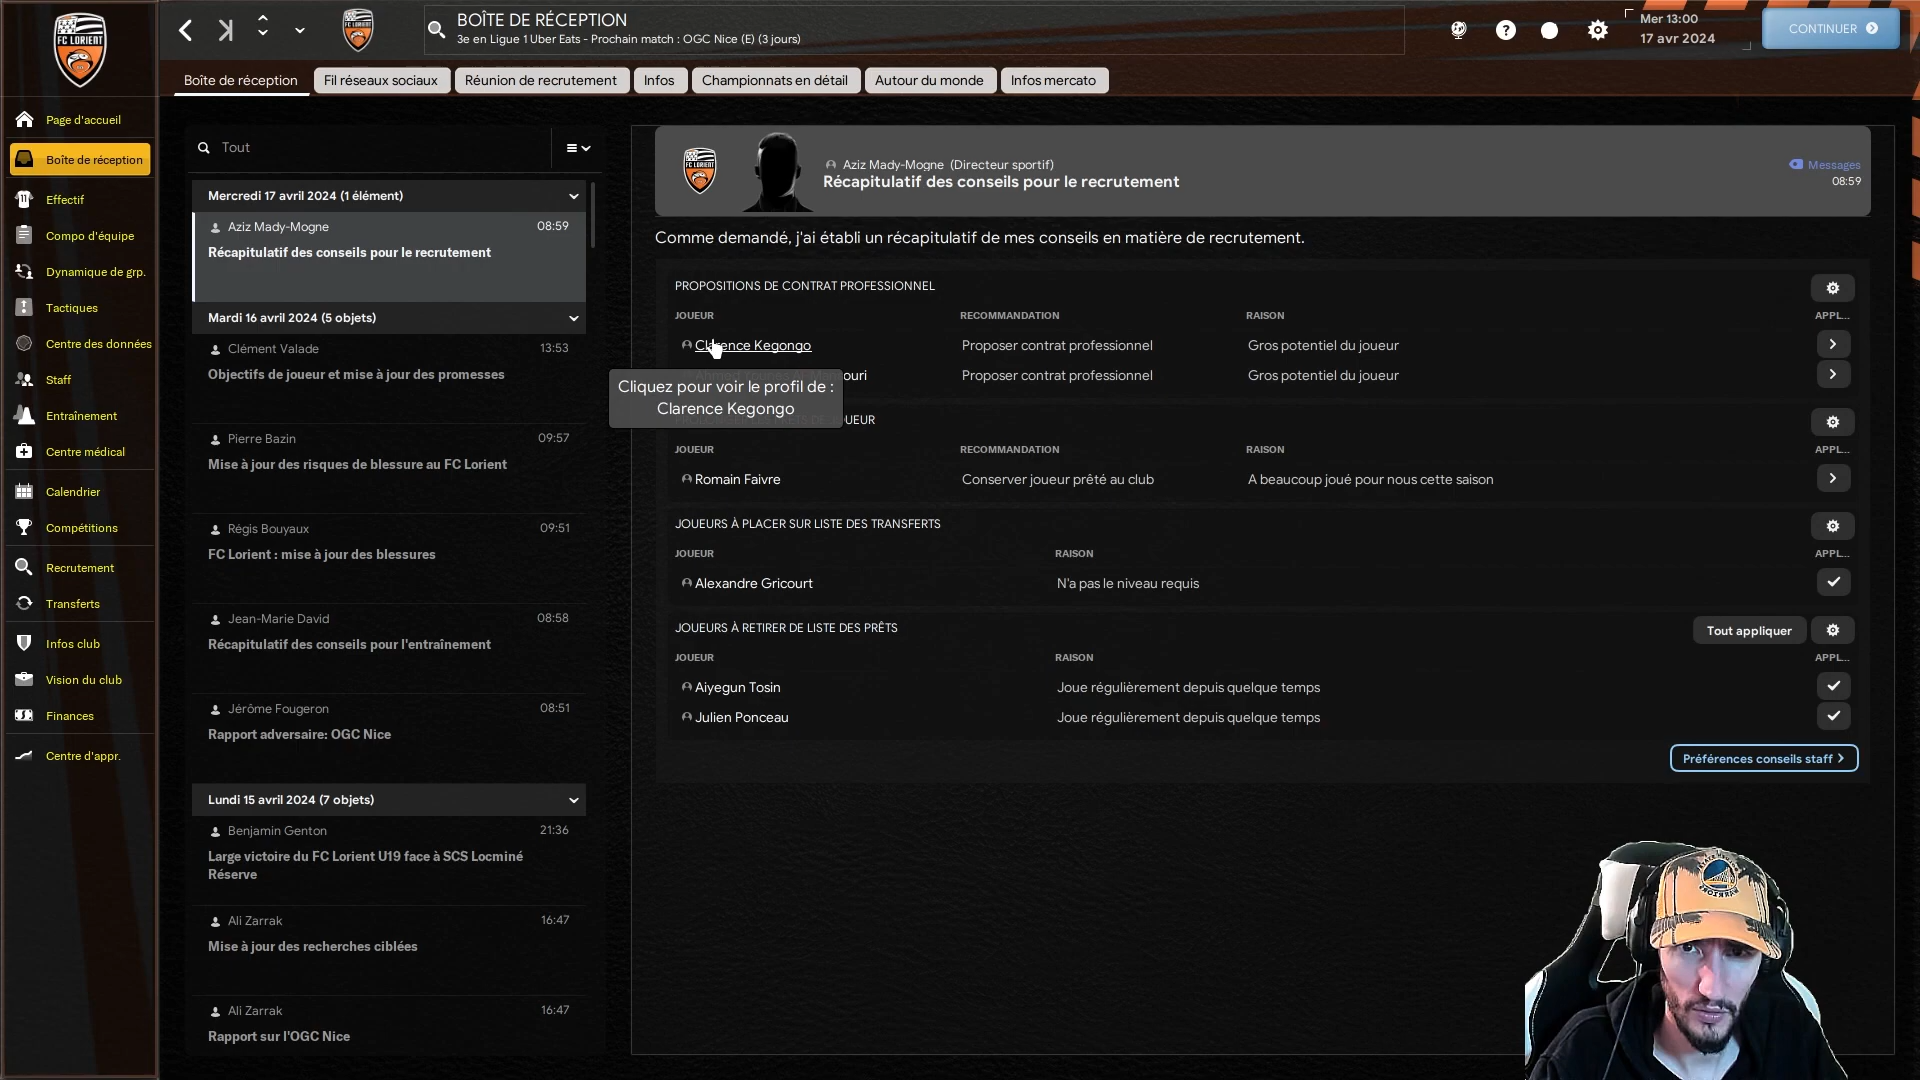 FC LORIENT
BOÎTE DE RÉCEPTION
3e en Ligue 1 Uber Eats - Prochain match : OGC Nice (E) (3 jours)
Mer 13:00
17 avr 2024
CONTINUER
Boîte de réception
Fil réseaux sociaux
Réunion de recrutement
Infos
Championnats en détail
Autour du monde
Infos mercato
Page d'accueil
Boîte de réception
Effectif
Compo d'équipe
Dynamique de grp.
Tactiques
Centre des données
Staff
Entraînement
Centre médical
Calendrier
Compétitions
Recrutement
Transferts
Infos club
Vision du club
Finances
Centre d'appr.
Tout
Mercredi 17 avril 2024 (1 élément)
Aziz Mady-Mogne 08:59
Récapitulatif des conseils pour le recrutement
Mardi 16 avril 2024 (5 objets)
Clément Valade 13:53
Objectifs de joueur et mise à jour des promesses
Pierre Bazin 09:57
Mise à jour des risques de blessure au FC Lorient
Régis Bouyaux 09:51
FC Lorient : mise à jour des blessures
Jean-Marie David 08:58
Récapitulatif des conseils pour l'entraînement
Jérôme Fougeron 08:51
Rapport adversaire: OGC Nice
Lundi 15 avril 2024 (7 objets)
Benjamin Genton 21:36
Large victoire du FC Lorient U19 face à SCS Locminé
Réserve
Ali Zarrak 16:47
Mise à jour des recherches ciblées
Ali Zarrak 16:47
Rapport sur l'OGC Nice
FC LORIENT
Aziz Mady-Mogne (Directeur sportif)
Récapitulatif des conseils pour le recrutement
Messages
08:59
Comme demandé, j'ai établi un récapitulatif de mes conseils en matière de recrutement.
PROPOSITIONS DE CONTRAT PROFESSIONNEL
JOUEUR RECOMMANDATION RAISON APPL...
Clarence Kegongo Proposer contrat professionnel Gros potentiel du joueur
Proposer contrat professionnel Gros potentiel du joueur
Cliquez pour voir le profil de :
Clarence Kegongo
JOUEUR RECOMMANDATION RAISON APPL...
Romain Faivre Conserver joueur prêté au club A beaucoup joué pour nous cette saison
JOUEURS À PLACER SUR LISTE DES TRANSFERTS
JOUEUR RAISON APPL...
Alexandre Gricourt N'a pas le niveau requis
JOUEURS À RETIRER DE LISTE DES PRÊTS
Tout appliquer
JOUEUR RAISON APPL...
Aiyegun Tosin Joue régulièrement depuis quelque temps
Julien Ponceau Joue régulièrement depuis quelque temps
Préférences conseils staff